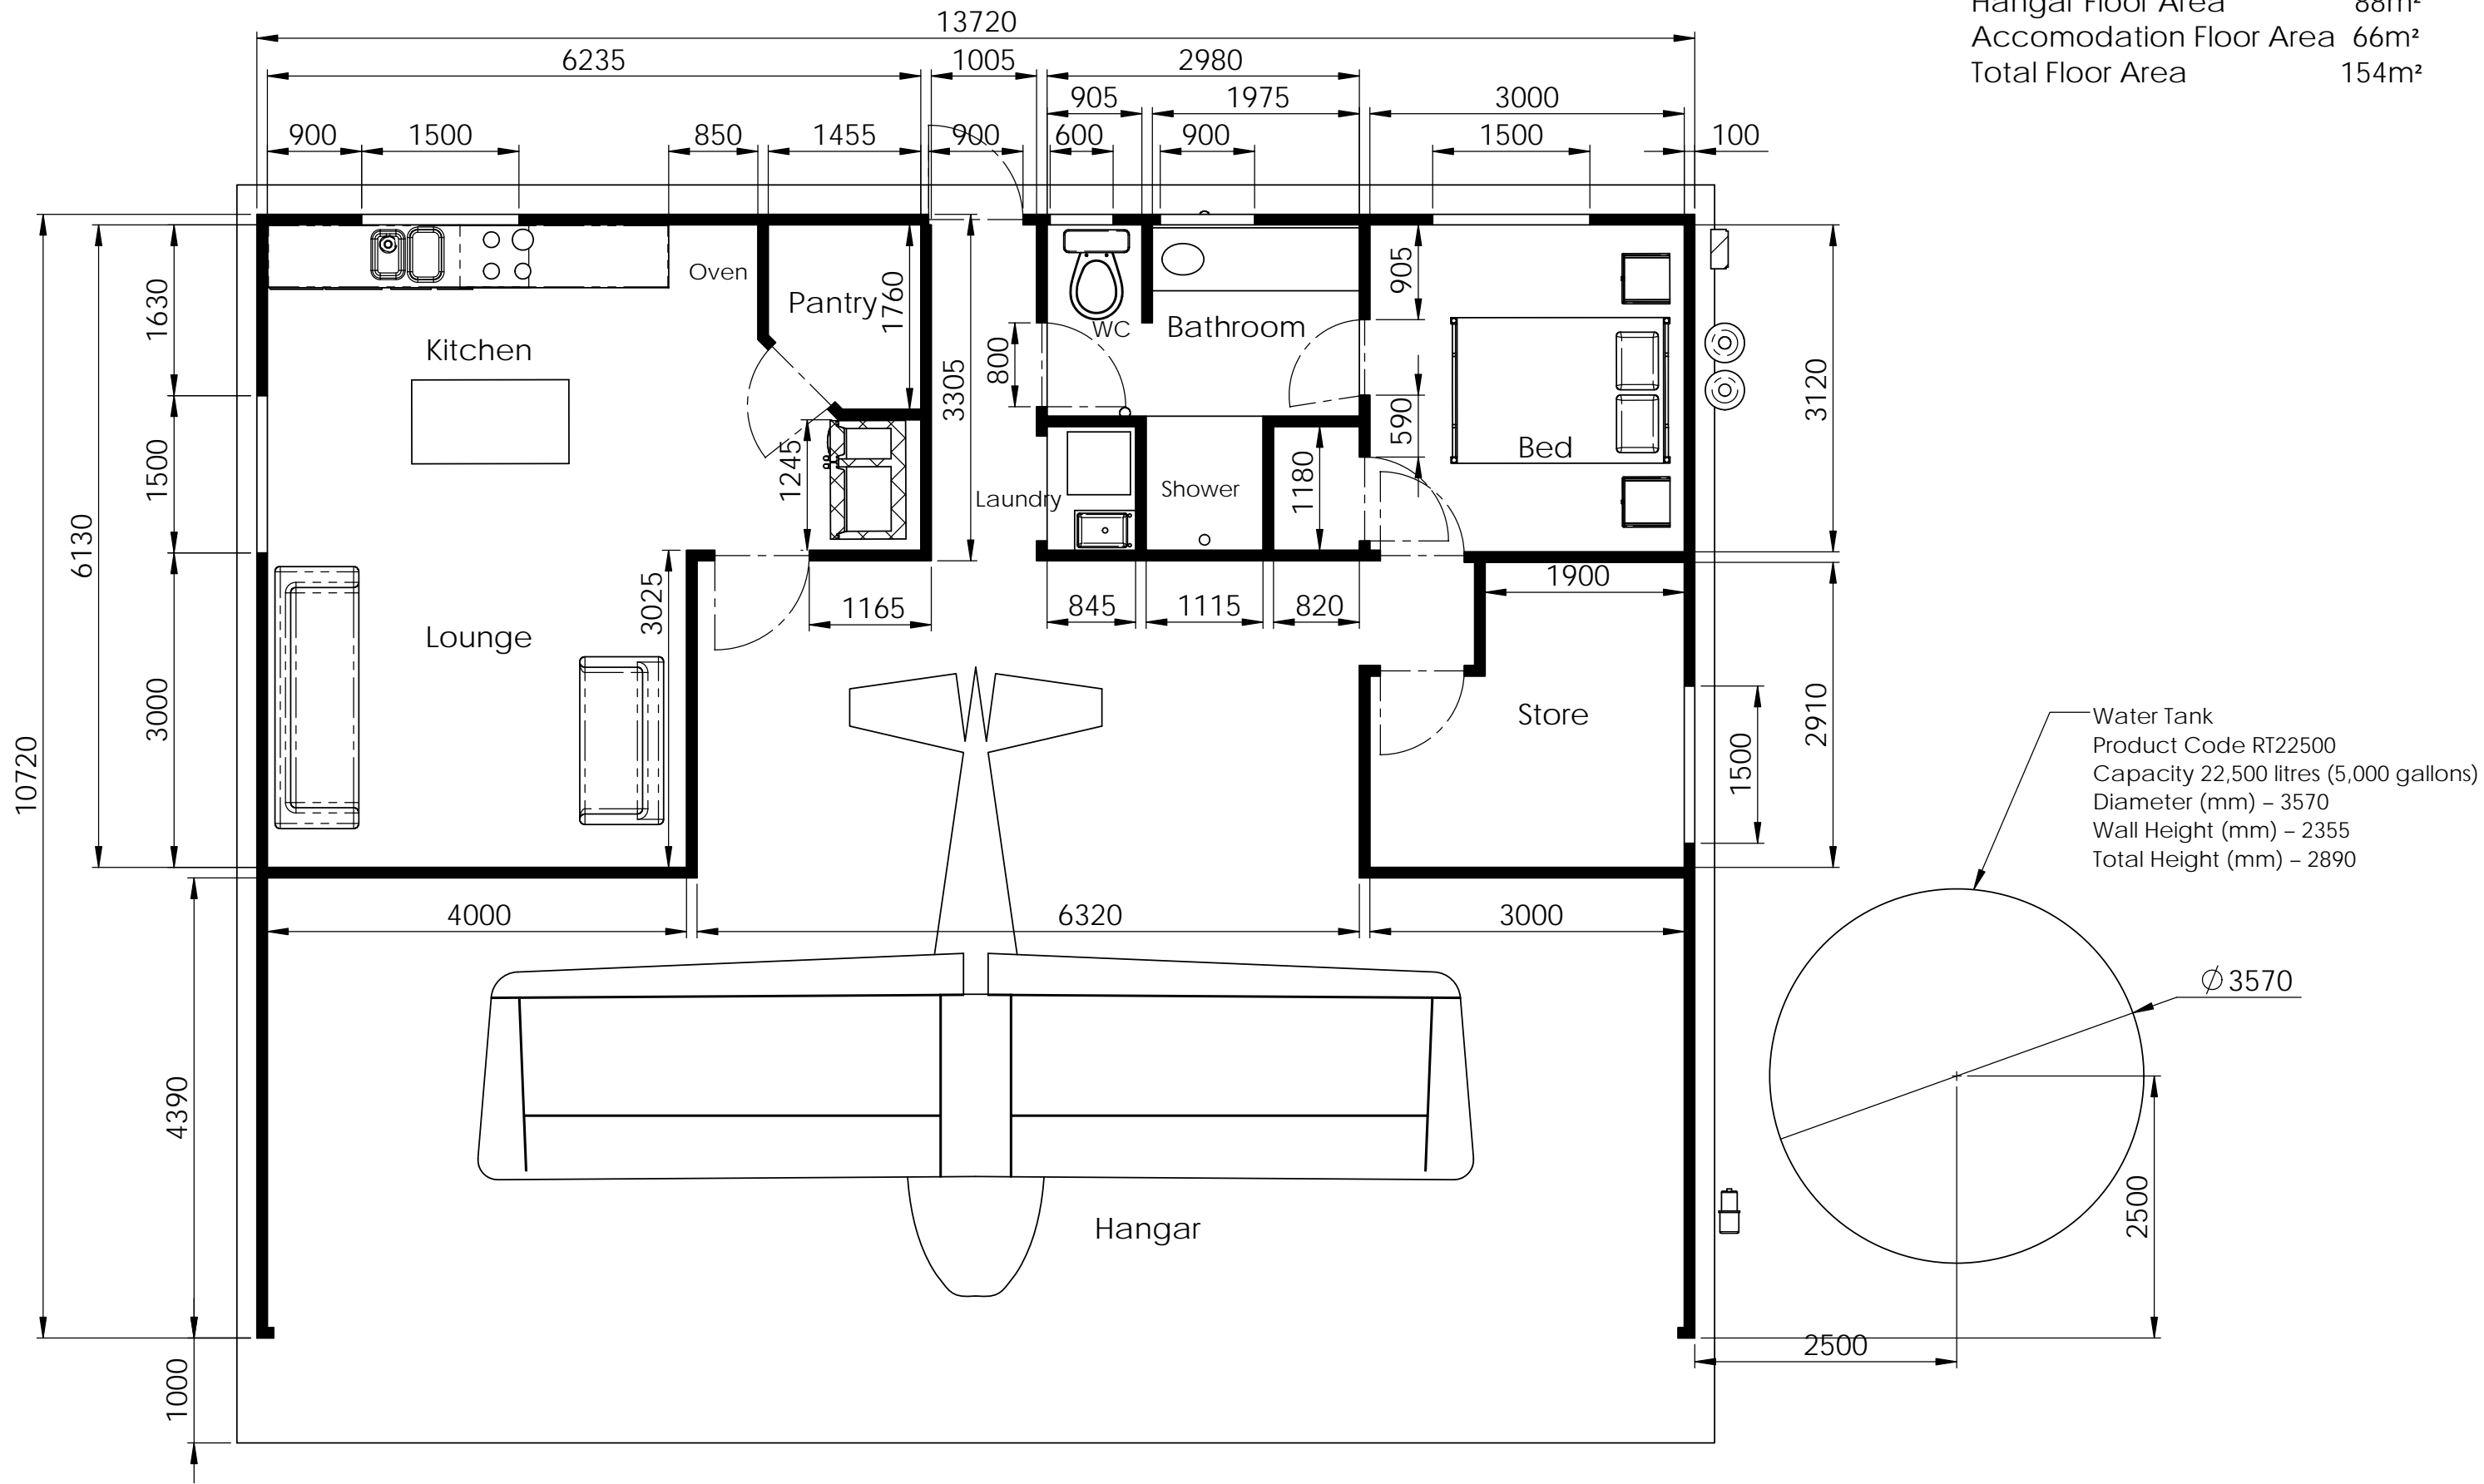 Hangar Floor Area 88m²
Accomodation Floor Area 66m²
Total Floor Area 154m²
13720
6235
1005
2980
905
1975
3000
900
1500
850
1455
900
600
900
1500
100
Oven
Pantry
1760
Kitchen
WC
Bathroom
905
1630
800
3305
3120
590
Bed
1500
1245
Laundry
Shower
1180
6130
3025
1165
845
1115
820
1900
Lounge
3000
Store
2910
1500
10720
Water Tank
Product Code RT22500
Capacity 22,500 litres (5,000 gallons)
Diameter (mm) – 3570
Wall Height (mm) – 2355
Total Height (mm) – 2890
4000
6320
3000
∅3570
4390
Hangar
2500
2500
1000